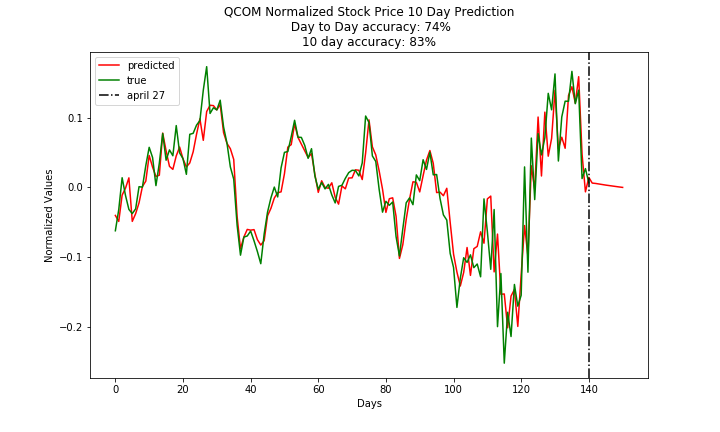 QCOM Normalized Stock Price 10 Day Prediction
Day to Day accuracy: 74%
10 day accuracy: 83%
predicted
true
april 27
Normalized Values
0.1
0.0
−0.1
−0.2
0
20
40
60
80
100
120
140
Days